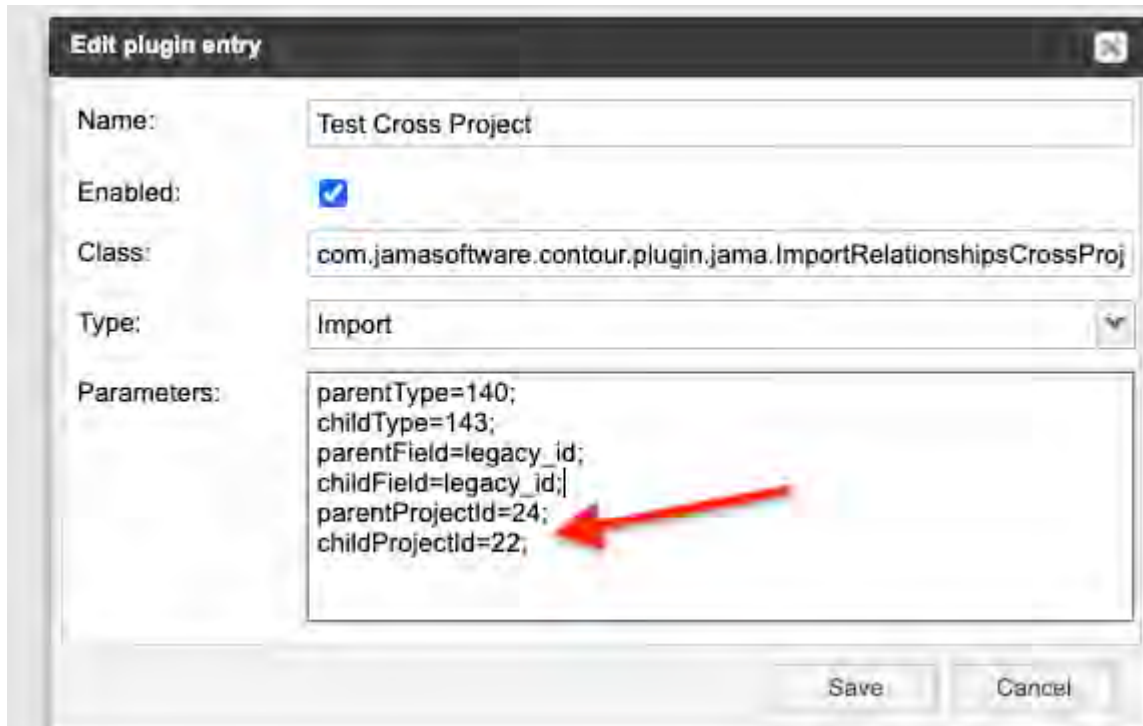 Edit plugin entry
Name: Test Cross Project
Enabled:
Class: com.jamasoftware.contour.plugin.jama.ImportRelationshipsCrossProj
Type: Import
Parameters: parentType=140;
childType=143;
parentField=legacy_id;
childField=legacy_id;
parentProjectId=24;
childProjectId=22;
Save Cancel